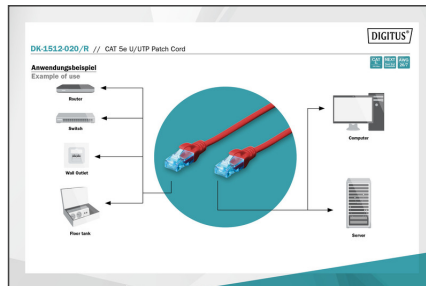 DIGITUS®
DK-1512-020/R // CAT 5e U/UTP Patch Cord
Anwendungsbeispiel
Example of use
Router
Switch
Wall Outlet
Floor tank
Computer
Server